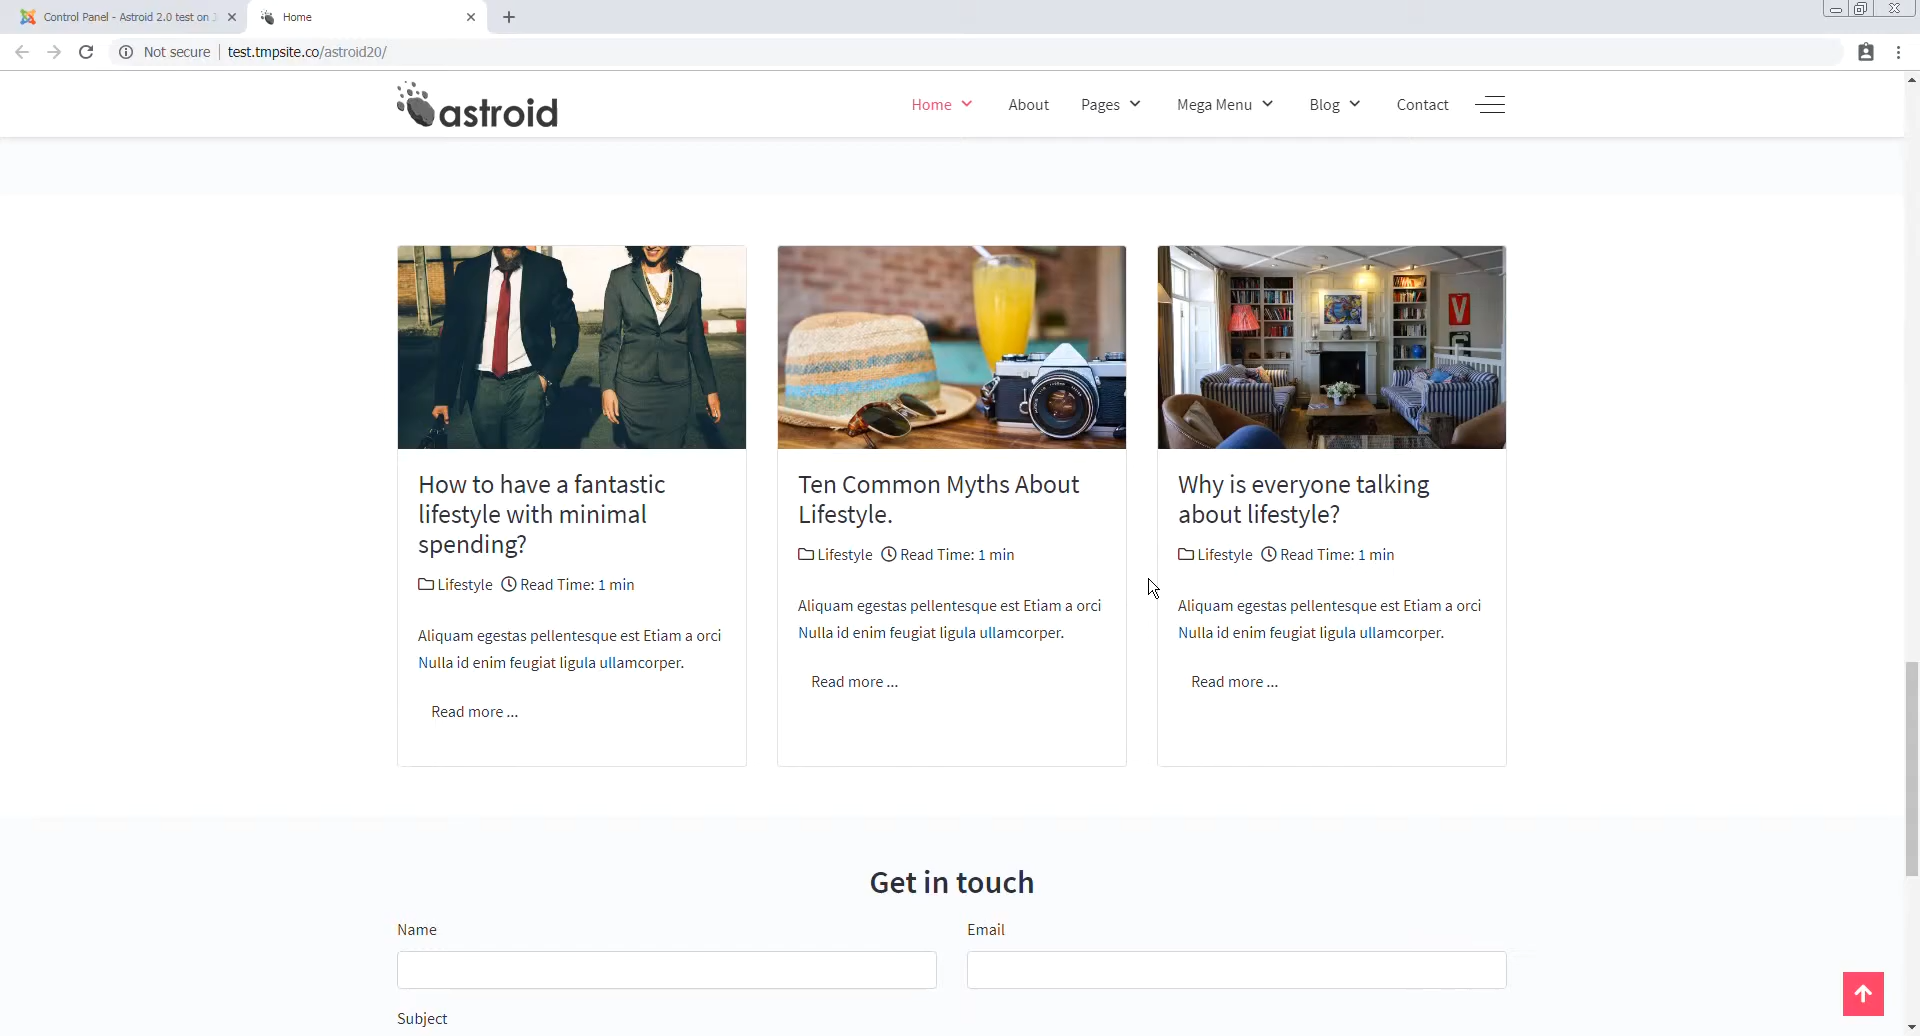 Control Panel - Astroid 2.0 test on
Home
Not secure
test.tmpsite.co/astroid20/
astroid
Home
About
Pages
Mega Menu
Blog
Contact
How to have a fantastic
lifestyle with minimal
spending?
Lifestyle Read Time: 1 min
Aliquam egestas pellentesque est Etiam a orci
Nulla id enim feugiat ligula ullamcorper.
Read more ...
Ten Common Myths About
Lifestyle.
Lifestyle Read Time: 1 min
Aliquam egestas pellentesque est Etiam a orci
Nulla id enim feugiat ligula ullamcorper.
Read more ...
V
Why is everyone talking
about lifestyle?
Lifestyle Read Time: 1 min
Aliquam egestas pellentesque est Etiam a orci
Nulla id enim feugiat ligula ullamcorper.
Read more ...
Get in touch
Name
Email
Subject